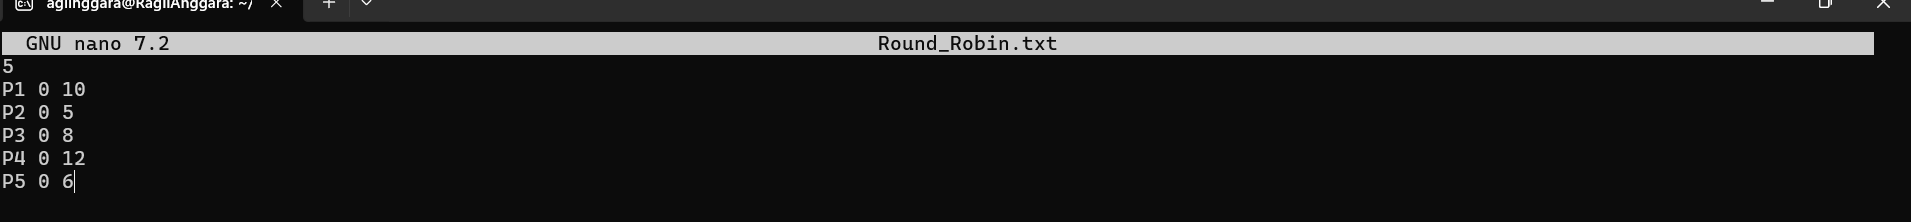 aglinggara@RagilAnggara: ~/
GNU nano 7.2 Round_Robin.txt
5
P1 0 10
P2 0 5
P3 0 8
P4 0 12
P5 0 6